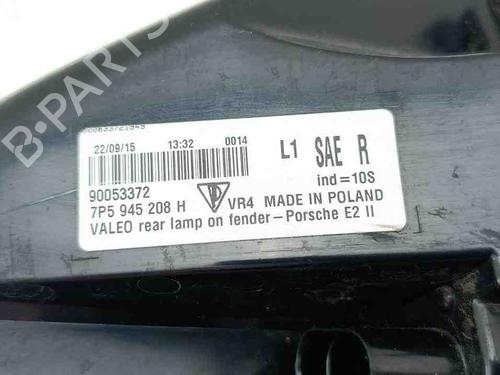 B-PARTS
22/09/15 13:32 0014
L1 SAE R
ind=10S
90053372
7P5 945 208 H VR4 MADE IN POLAND
VALEO rear lamp on fender-Porsche E2 II